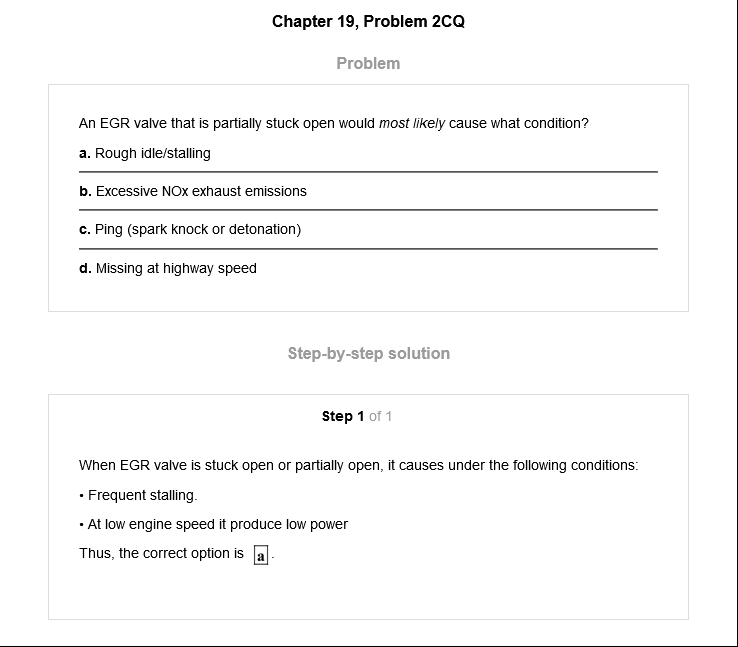 Chapter 19, Problem 2CQ
Problem
An EGR valve that is partially stuck open would most likely cause what condition?
a. Rough idle/stalling
b. Excessive NOx exhaust emissions
c. Ping (spark knock or detonation)
d. Missing at highway speed
Step-by-step solution
Step 1 of 1
When EGR valve is stuck open or partially open, it causes under the following conditions:
• Frequent stalling.
• At low engine speed it produce low power
Thus, the correct option is a.